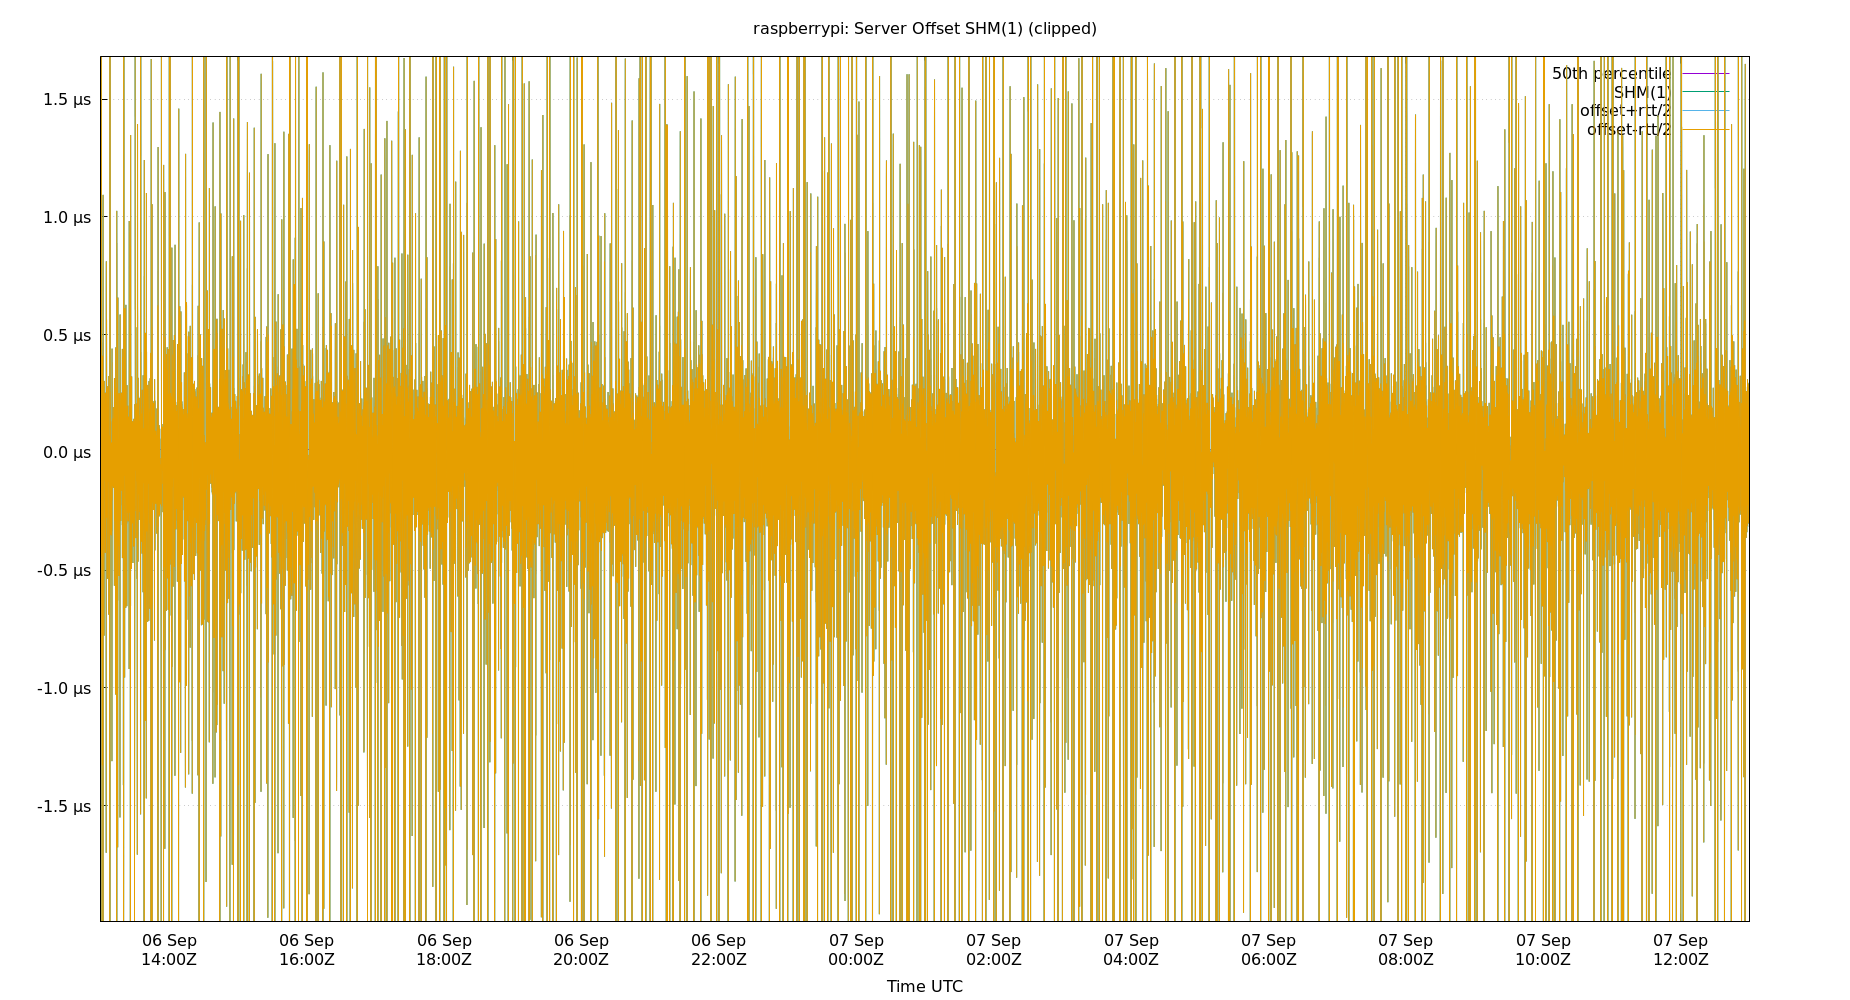 raspberrypi: Server Offset SHM(1) (clipped)
50th percentile
SHM(1)
offset+rtt/2
offset-rtt/2
1.5 µs
1.0 µs
0.5 µs
0.0 µs
-0.5 µs
-1.0 µs
-1.5 µs
06 Sep 06 Sep 06 Sep 06 Sep 06 Sep 07 Sep 07 Sep 07 Sep 07 Sep 07 Sep 07 Sep 07 Sep
14:00Z 16:00Z 18:00Z 20:00Z 22:00Z 00:00Z 02:00Z 04:00Z 06:00Z 08:00Z 10:00Z 12:00Z
Time UTC